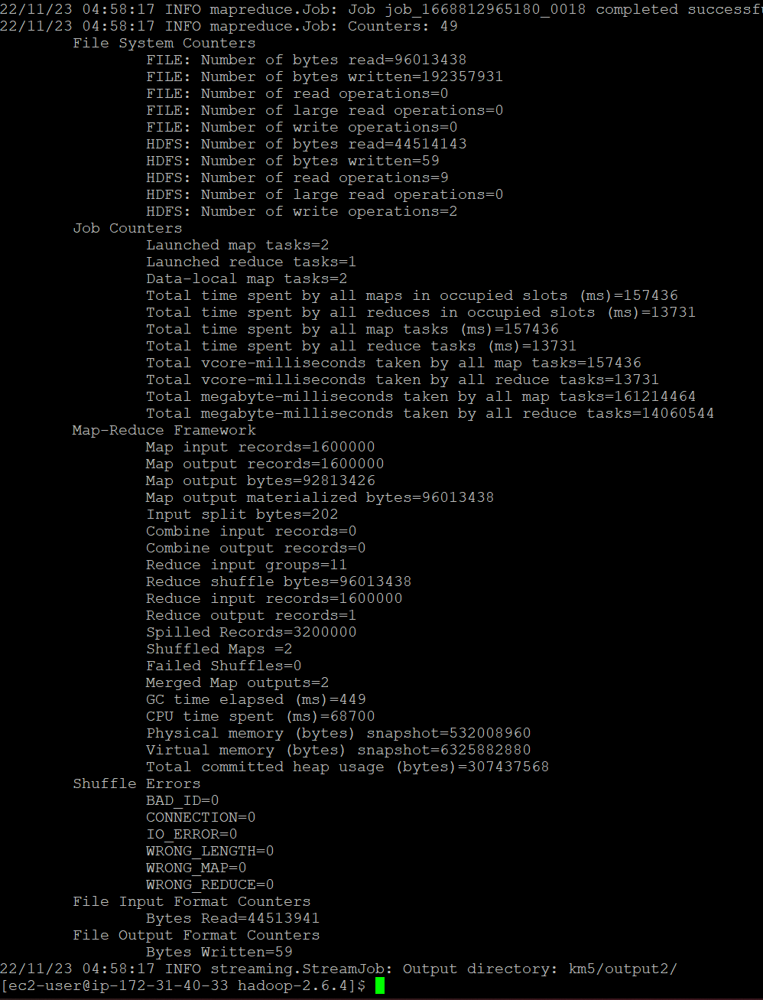 22/11/23 04:58:17 INFO mapreduce.Job: Job job_1668812965180_0018 completed successfu
22/11/23 04:58:17 INFO mapreduce.Job: Counters: 49
File System Counters
FILE: Number of bytes read=96013438
FILE: Number of bytes written=192357931
FILE: Number of read operations=0
FILE: Number of large read operations=0
FILE: Number of write operations=0
HDFS: Number of bytes read=44514143
HDFS: Number of bytes written=59
HDFS: Number of read operations=9
HDFS: Number of large read operations=0
HDFS: Number of write operations=2
Job Counters
Launched map tasks=2
Launched reduce tasks=1
Data-local map tasks=2
Total time spent by all maps in occupied slots (ms)=157436
Total time spent by all reduces in occupied slots (ms)=13731
Total time spent by all map tasks (ms)=157436
Total time spent by all reduce tasks (ms)=13731
Total vcore-milliseconds taken by all map tasks=157436
Total vcore-milliseconds taken by all reduce tasks=13731
Total megabyte-milliseconds taken by all map tasks=161214464
Total megabyte-milliseconds taken by all reduce tasks=14060544
Map-Reduce Framework
Map input records=1600000
Map output records=1600000
Map output bytes=92813426
Map output materialized bytes=96013438
Input split bytes=202
Combine input records=0
Combine output records=0
Reduce input groups=11
Reduce shuffle bytes=96013438
Reduce input records=1600000
Reduce output records=1
Spilled Records=3200000
Shuffled Maps =2
Failed Shuffles=0
Merged Map outputs=2
GC time elapsed (ms)=449
CPU time spent (ms)=68700
Physical memory (bytes) snapshot=532008960
Virtual memory (bytes) snapshot=6325882880
Total committed heap usage (bytes)=307437568
Shuffle Errors
BAD_ID=0
CONNECTION=0
IO_ERROR=0
WRONG_LENGTH=0
WRONG_MAP=0
WRONG_REDUCE=0
File Input Format Counters
Bytes Read=44513941
File Output Format Counters
Bytes Written=59
22/11/23 04:58:17 INFO streaming.StreamJob: Output directory: km5/output2/
[ec2-user@ip-172-31-40-33 hadoop-2.6.4]$